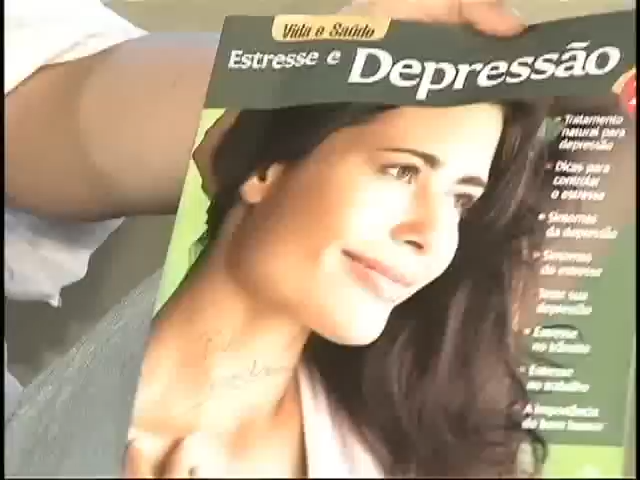 Vida e Saúde
Estresse e Depressão
- Tratamento
natural para
depressão
- Dicas para
controlar
o estresse
- Sintomas
da depressão
- Sintomas
do estresse
- Teste sua
depressão
- Estresse
no trânsito
- Estresse
no trabalho
- A importância
do bom humor